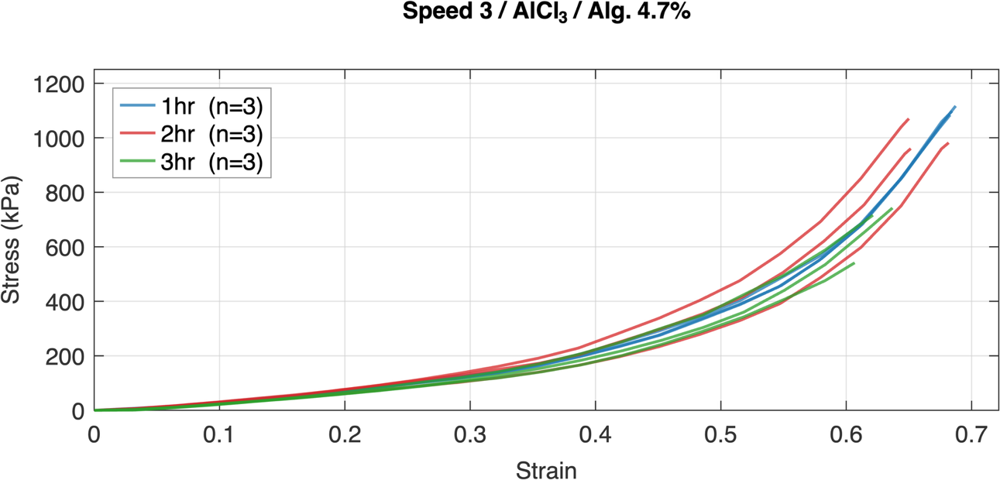 Speed 3 / AlCl₃ / Alg. 4.7%
1200
1000
800
600
400
200
0
Stress (kPa)
1hr (n=3)
2hr (n=3)
3hr (n=3)
0 0.1 0.2 0.3 0.4 0.5 0.6 0.7
Strain